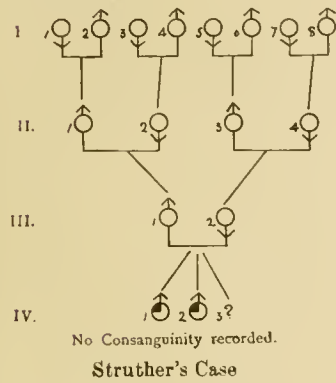 I 1 2 3 4 5 6 7 8
II. 1 2 3 4
III. 1 2
IV. 1 2 3?
No Consanguinity recorded.
Struther's Case